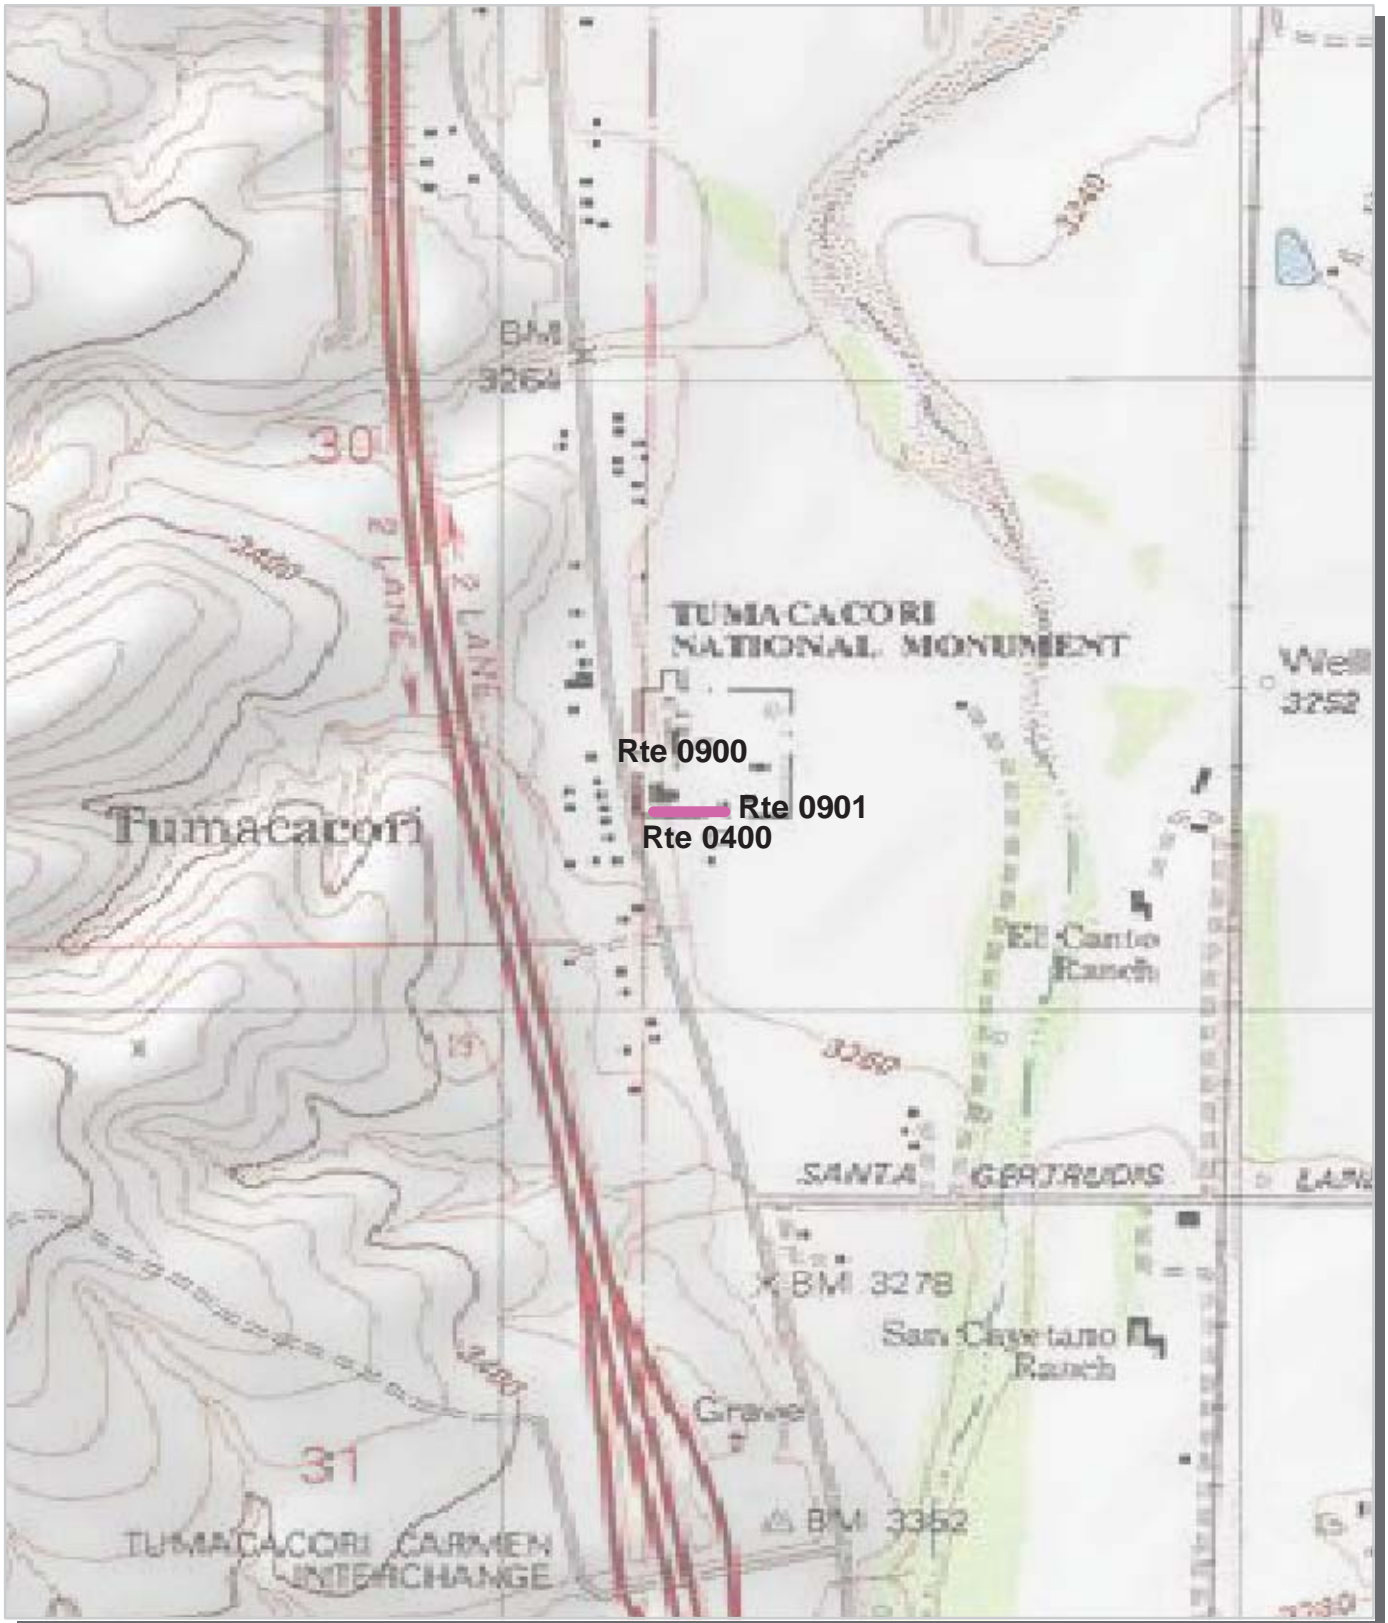 3240
BM
3264
30
2 LANE
2 LANE
3400
TUMACACORI
NATIONAL MONUMENT
Well
3252
Rte 0900
Rte 0901
Rte 0400
Tumacacori
El Canto
Ranch
19
3260
SANTA GERTRUDIS LANE
X BM 3278
San Cayetano
Ranch
3400
Grave
31
BM 3352
TUMACACORI CARMEN
INTERCHANGE